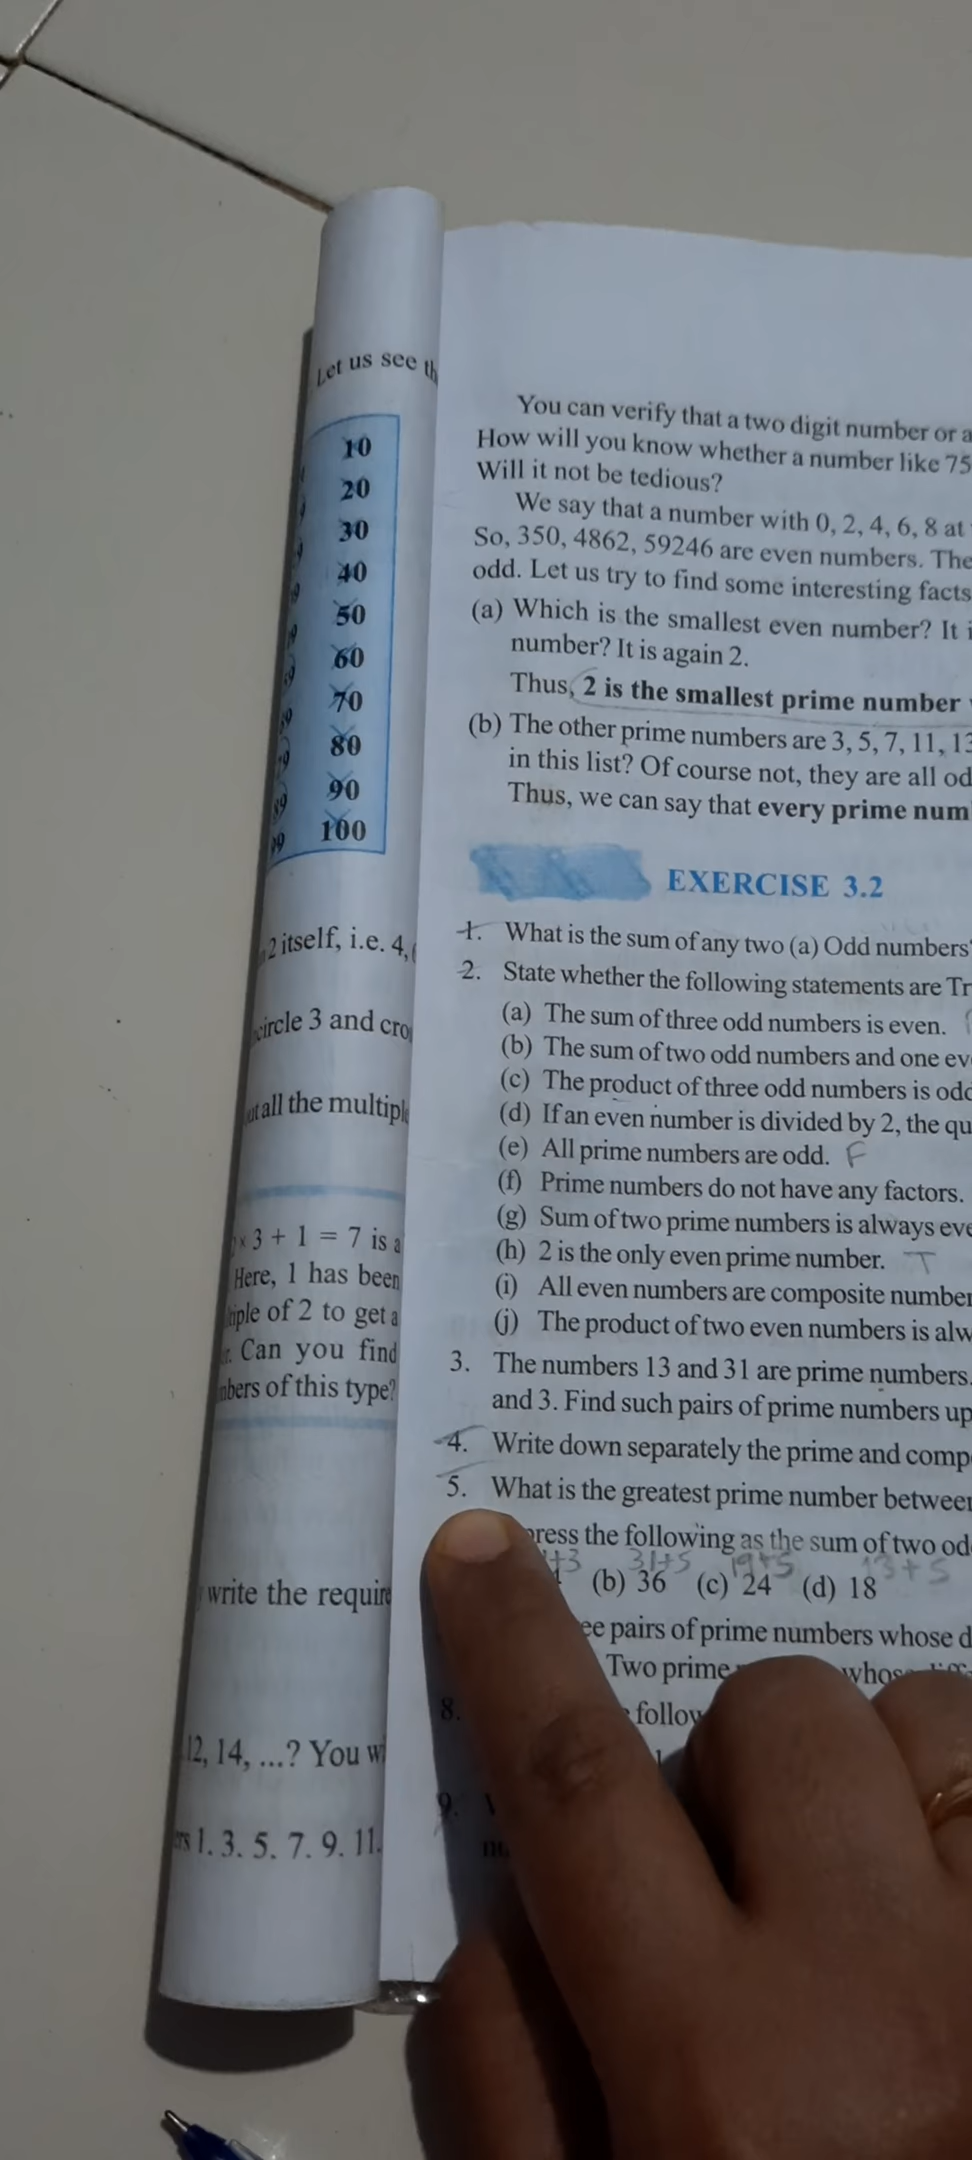 Let us see th
10
20
30
40
50
60
70
80
90
100
2 itself, i.e. 4,
circle 3 and cro
all the multipl
× 3 + 1 = 7 is a
Here, 1 has been
of 2 to get a
Can you find
of this type?
write the requir
12, 14, ...? You w
1. 3. 5. 7. 9. 11.
You can verify that a two digit number or a
How will you know whether a number like 75
Will it not be tedious?
We say that a number with 0, 2, 4, 6, 8 at
So, 350, 4862, 59246 are even numbers. The
odd. Let us try to find some interesting facts
(a) Which is the smallest even number? It i
number? It is again 2.
Thus, 2 is the smallest prime number
(b) The other prime numbers are 3, 5, 7, 11, 13
in this list? Of course not, they are all od
Thus, we can say that every prime num
EXERCISE 3.2
1. What is the sum of any two (a) Odd numbers?
2. State whether the following statements are Tr
(a) The sum of three odd numbers is even.
(b) The sum of two odd numbers and one ev
(c) The product of three odd numbers is odd
(d) If an even number is divided by 2, the qu
(e) All prime numbers are odd. F
(f) Prime numbers do not have any factors.
(g) Sum of two prime numbers is always eve
(h) 2 is the only even prime number. T
(i) All even numbers are composite number
(j) The product of two even numbers is alw
3. The numbers 13 and 31 are prime numbers.
and 3. Find such pairs of prime numbers up
4. Write down separately the prime and comp
5. What is the greatest prime number between
press the following as the sum of two od
+3 31+5 19+5 13+5
(b) 36 (c) 24 (d) 18
ee pairs of prime numbers whose d
Two prime whose
8. follow
9.